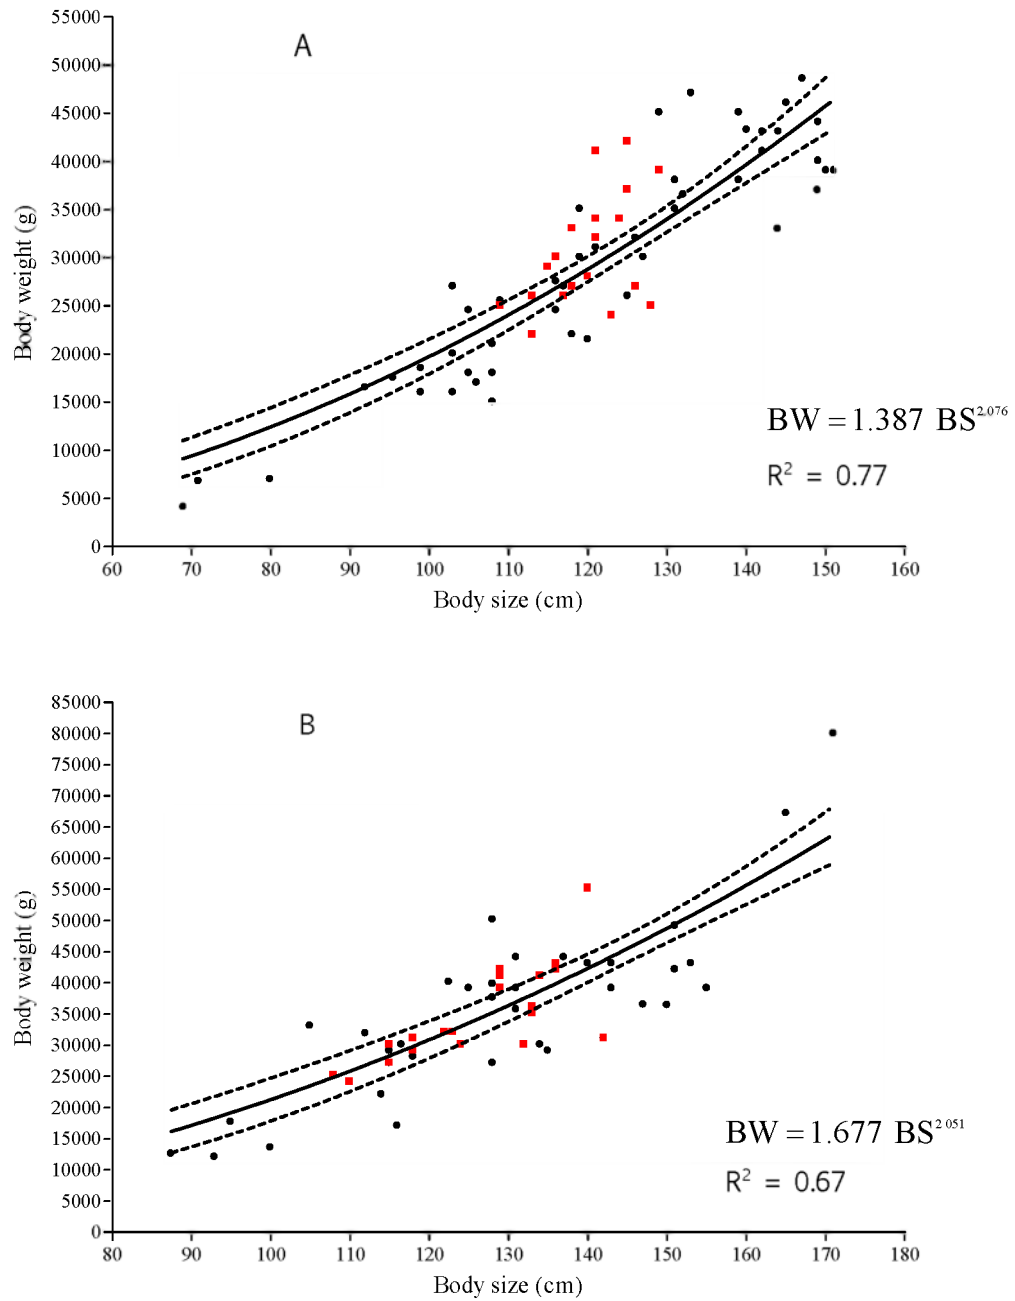 A
55000
50000
45000
40000
35000
30000
25000
20000
15000
10000
5000
0
Body weight (g)
BW = 1.387 BS^2.076
R² = 0.77
60 70 80 90 100 110 120 130 140 150 160
Body size (cm)
B
85000
80000
75000
70000
65000
60000
55000
50000
45000
40000
35000
30000
25000
20000
15000
10000
5000
0
Body weight (g)
BW = 1.677 BS^2 051
R² = 0.67
80 90 100 110 120 130 140 150 160 170 180
Body size (cm)